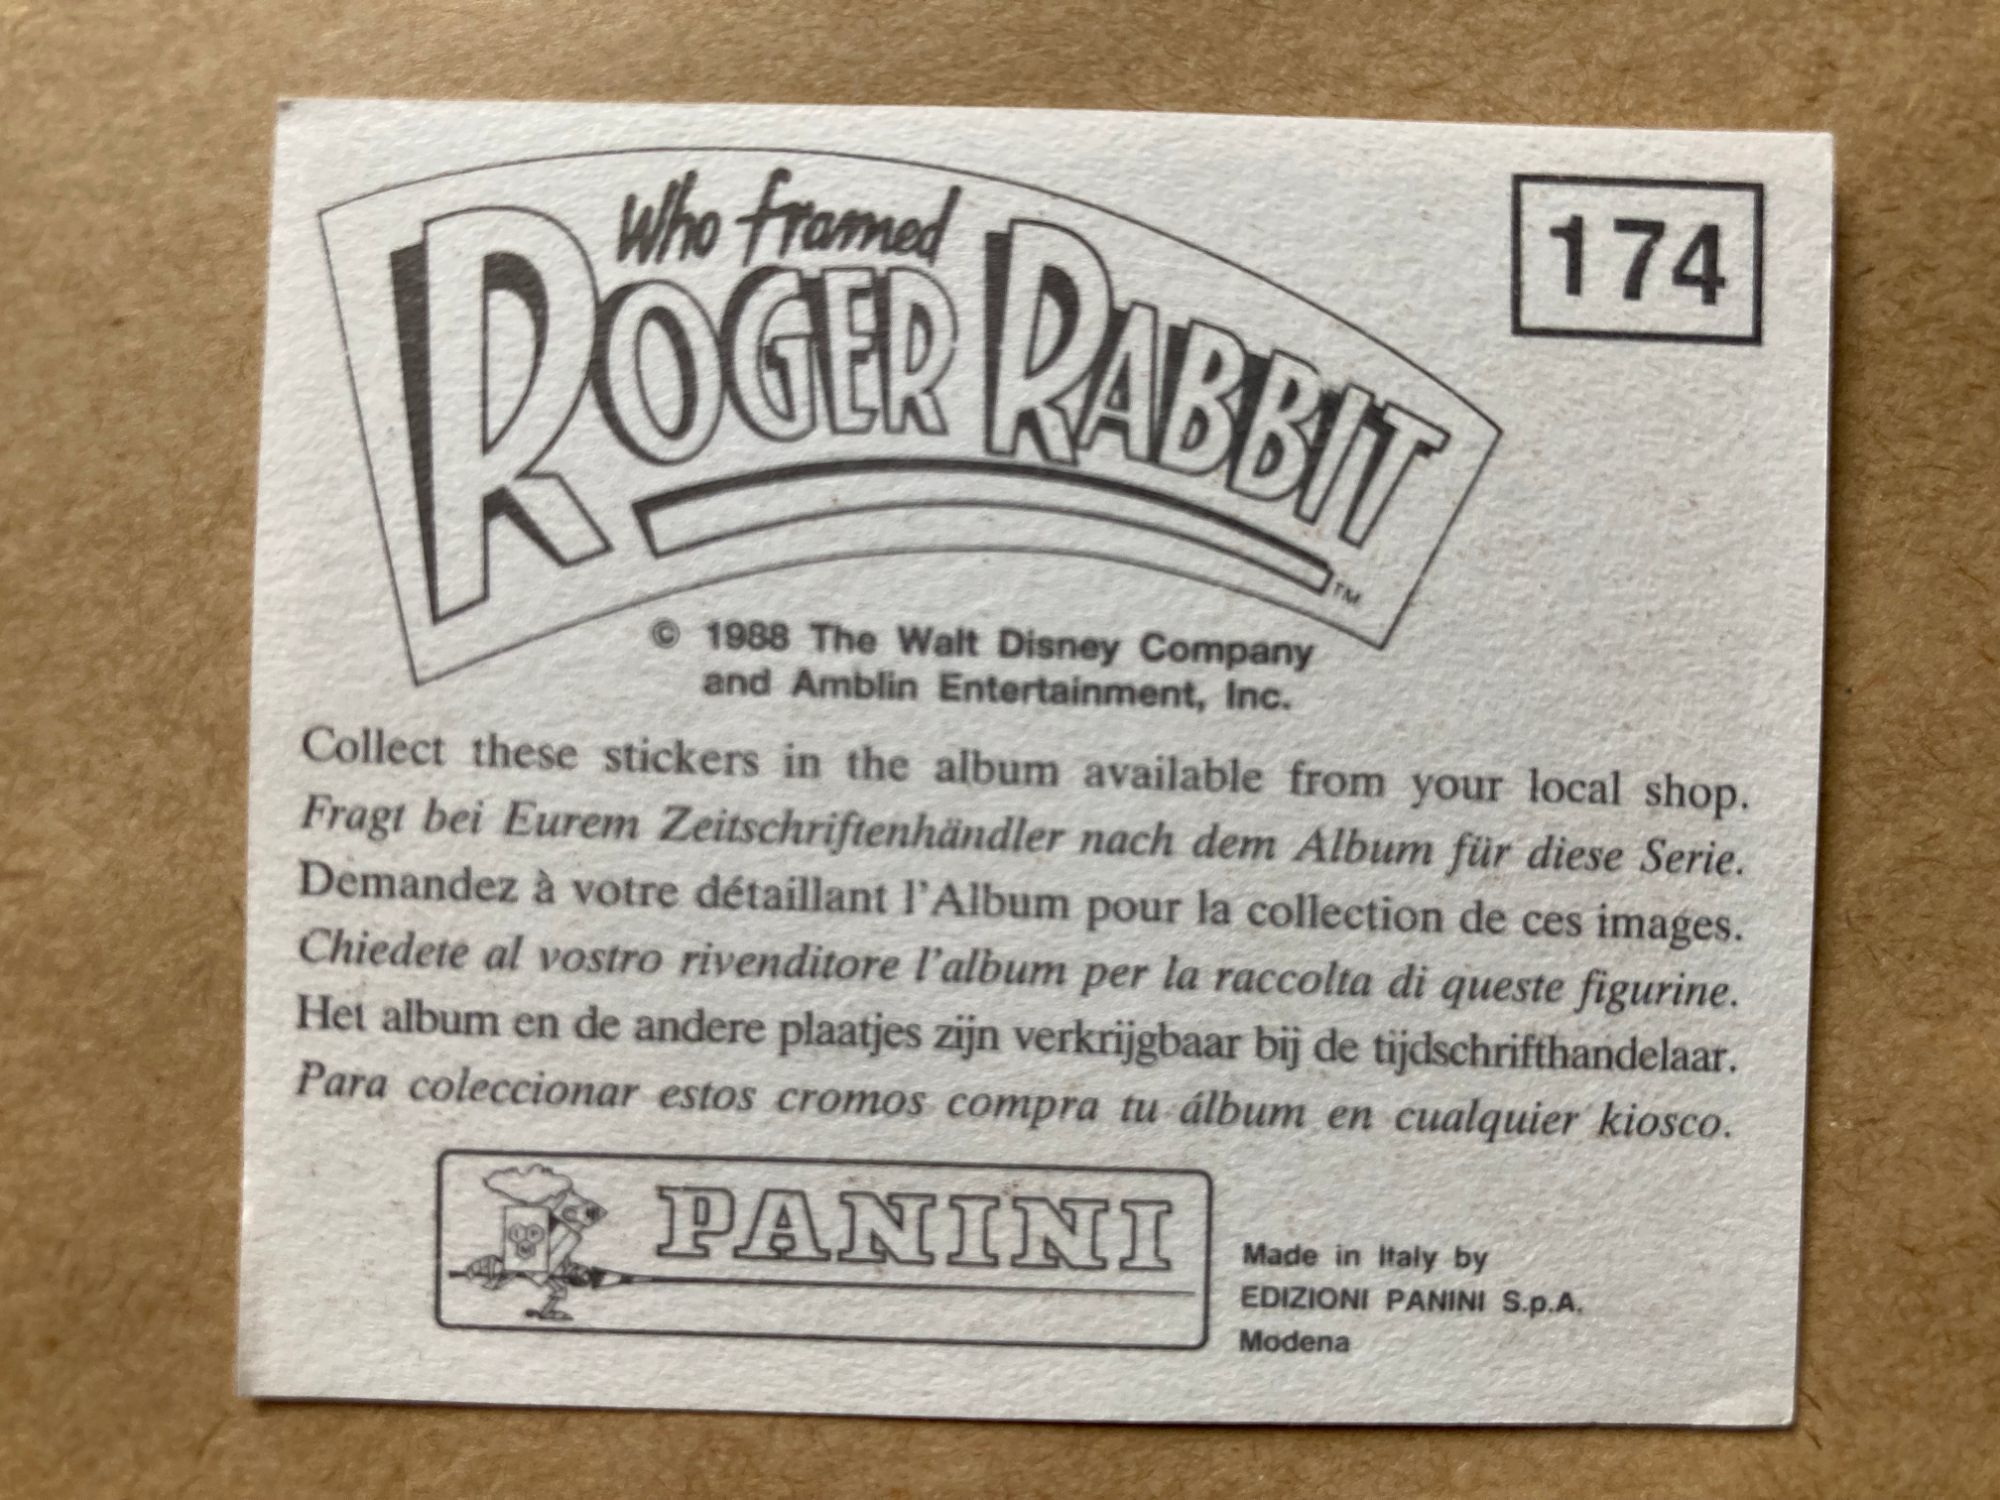 Who framed
ROGER RABBIT
TM
174
© 1988 The Walt Disney Company
and Amblin Entertainment, Inc.
Collect these stickers in the album available from your local shop.
Fragt bei Eurem Zeitschriftenhändler nach dem Album für diese Serie.
Demandez à votre détaillant l'Album pour la collection de ces images.
Chiedete al vostro rivenditore l'album per la raccolta di queste figurine.
Het album en de andere plaatjes zijn verkrijgbaar bij de tijdschrifthandelaar.
Para coleccionar estos cromos compra tu álbum en cualquier kiosco.
PANINI
Made in Italy by
EDIZIONI PANINI S.p.A.
Modena